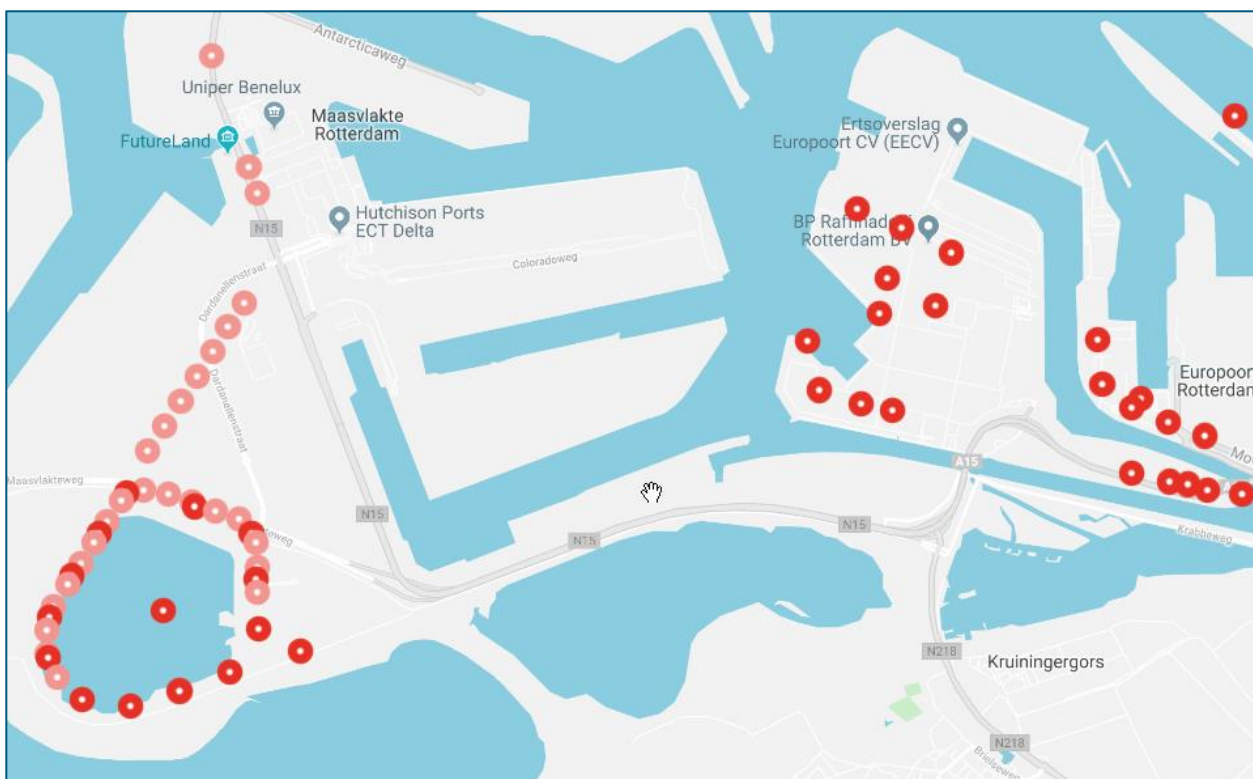 Antarcticaweg
Uniper Benelux
Maasvlakte
Rotterdam
FutureLand
Ertsoverslag
Europoort CV (EECV)
N15
Hutchison Ports
ECT Delta
BP Raffinaderij
Rotterdam BV
Coloradoweg
Dardanellenstraat
Dardanellenstraat
Europoort
Rotterdam
A15
Maasvlakteweg
N15
N15
N15
Krabbeweg
N218
Kruiningergors
N218
Brielseweg